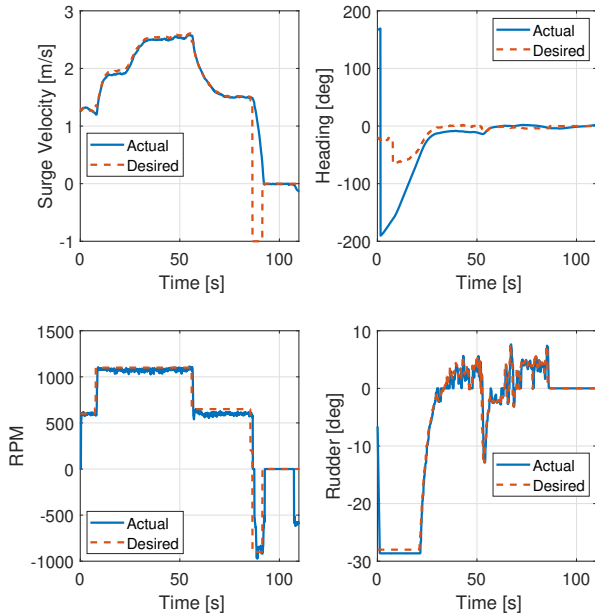 3
2
1
0
-1
Surge Velocity [m/s]
Actual
Desired
0
50
100
Time [s]
200
100
0
-100
-200
Heading [deg]
Actual
Desired
0
50
100
Time [s]
1500
1000
500
0
-500
-1000
RPM
Actual
Desired
0
50
100
Time [s]
10
0
-10
-20
-30
Rudder [deg]
Actual
Desired
0
50
100
Time [s]